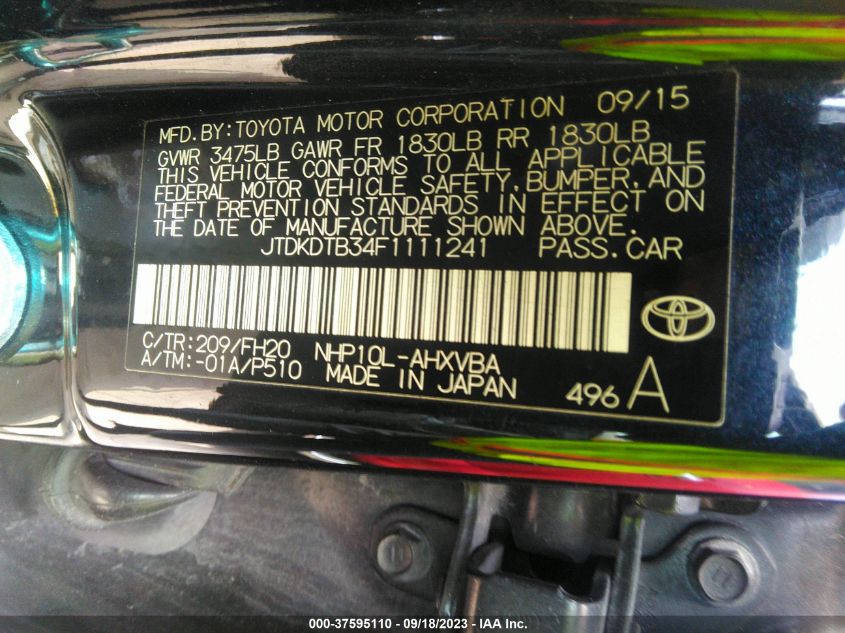 MFD.BY:TOYOTA MOTOR CORPORATION 09/15
GVWR 3475LB GAWR FR 1830LB RR 1830LB
THIS VEHICLE CONFORMS TO ALL APPLICABLE
FEDERAL MOTOR VEHICLE SAFETY,BUMPER,AND
THEFT PREVENTION STANDARDS IN EFFECT ON
THE DATE OF MANUFACTURE SHOWN ABOVE.
JTDKDTB34F1111241 PASS.CAR
C/TR:209/FH20 NHP10L-AHXVBA
A/TM:-01A/P510 MADE IN JAPAN 496A
000-37595110 - 09/18/2023 - IAA Inc.